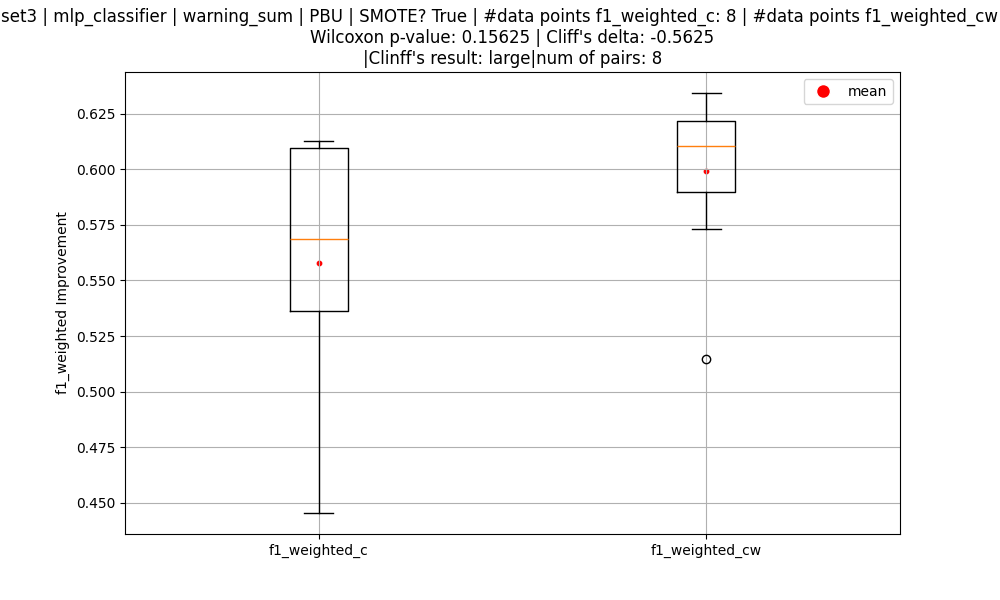 set3 | mlp_classifier | warning_sum | PBU | SMOTE? True | #data points f1_weighted_c: 8 | #data points f1_weighted_cw
Wilcoxon p-value: 0.15625 | Cliff's delta: -0.5625
|Clinff's result: large|num of pairs: 8
mean
0.625
0.600
0.575
0.550
0.525
0.500
0.475
0.450
f1_weighted Improvement
f1_weighted_c
f1_weighted_cw